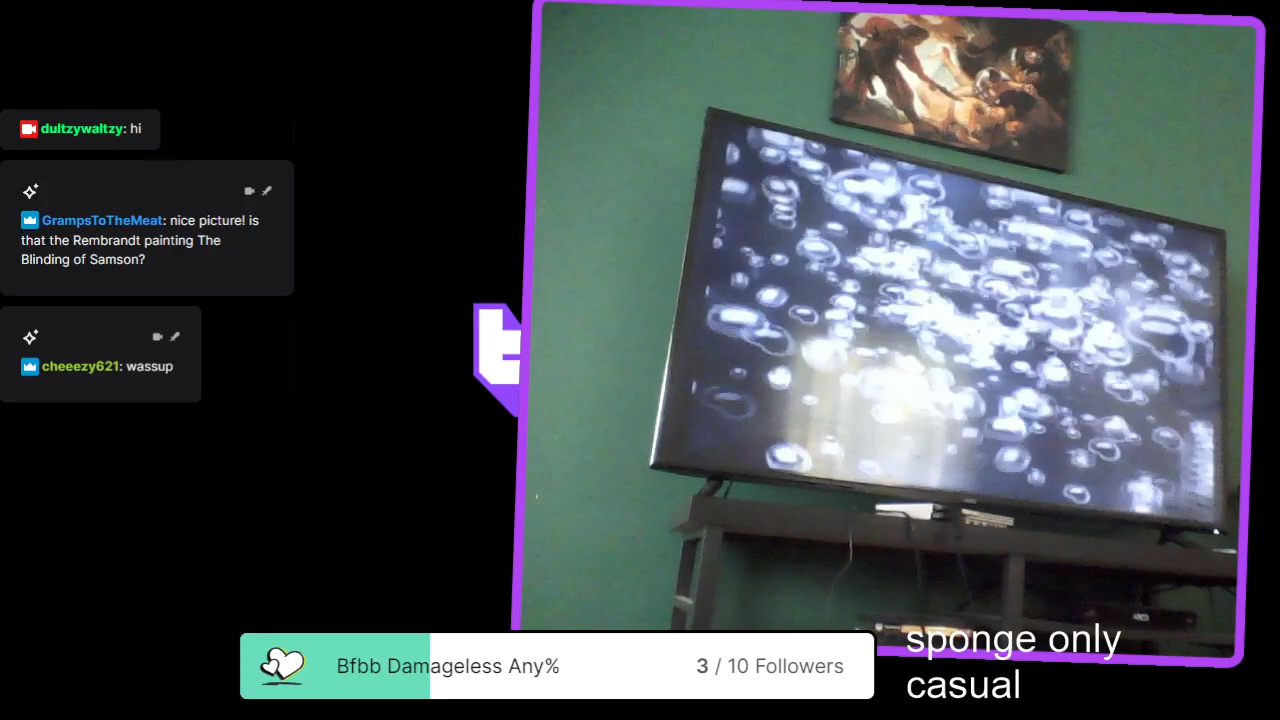 dultzywaltzy: hi
GrampsToTheMeat: nice picture! is
that the Rembrandt painting The
Blinding of Samson?
cheeezy621: wassup
Bfbb Damageless Any% 3 / 10 Followers
sponge only
casual